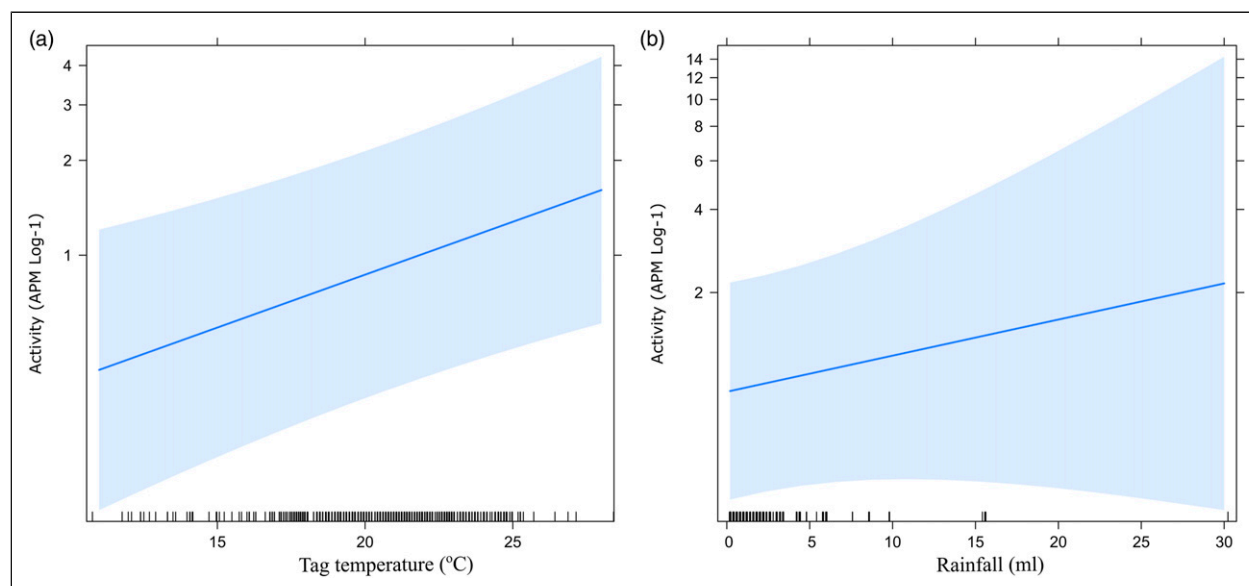 (a)
4
3
2
1
Activity (APM Log-1)
15 20 25
Tag temperature (°C)
(b)
14
12
10
8
6
4
2
Activity (APM Log-1)
0 5 10 15 20 25 30
Rainfall (ml)